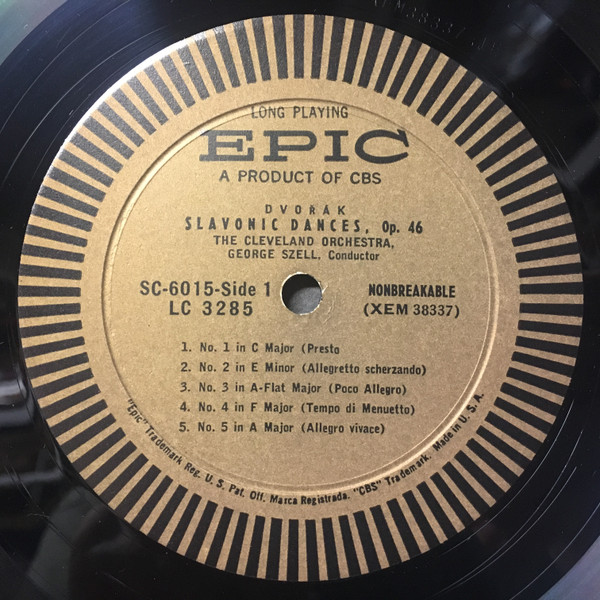 XEM 38337
LONG PLAYING
EPIC
A PRODUCT OF CBS
DVOŘÁK
SLAVONIC DANCES, Op. 46
THE CLEVELAND ORCHESTRA,
GEORGE SZELL, Conductor
SC-6015-Side 1
LC 3285
NONBREAKABLE
(XEM 38337)
1. No. 1 in C Major (Presto
2. No. 2 in E Minor (Allegretto scherzando)
3. No. 3 in A-Flat Major (Poco Allegro)
4. No. 4 in F Major (Tempo di Menuetto)
5. No. 5 in A Major (Allegro vivace)
"Epic" Trademark Reg. U. S. Pat. Off. Marca Registrada. "CBS" Trademark. Made in U. S. A.